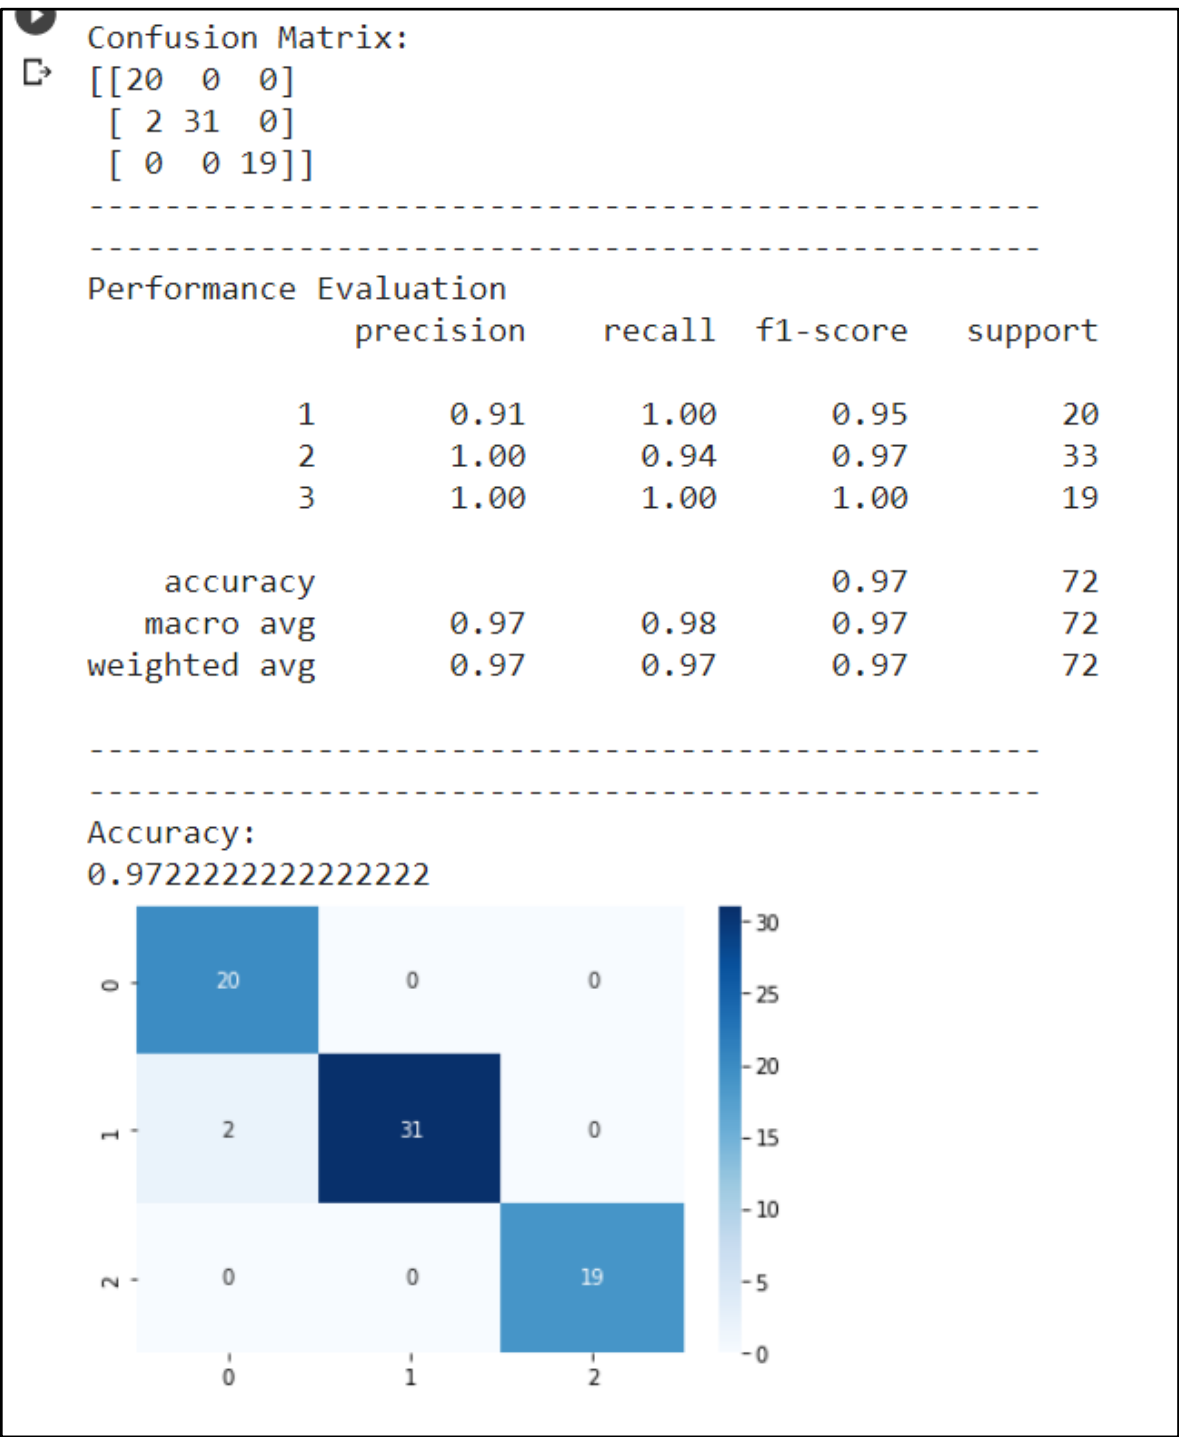 Confusion Matrix:
[[20  0  0]
 [ 2 31  0]
 [ 0  0 19]]
--------------------------------------------------
--------------------------------------------------
Performance Evaluation
              precision    recall  f1-score   support

           1       0.91      1.00      0.95        20
           2       1.00      0.94      0.97        33
           3       1.00      1.00      1.00        19

    accuracy                           0.97        72
   macro avg       0.97      0.98      0.97        72
weighted avg       0.97      0.97      0.97        72

--------------------------------------------------
--------------------------------------------------
Accuracy:
0.9722222222222222
30
0 20 0 0
25
20
1 2 31 0
15
10
2 0 0 19
5
0
0 1 2